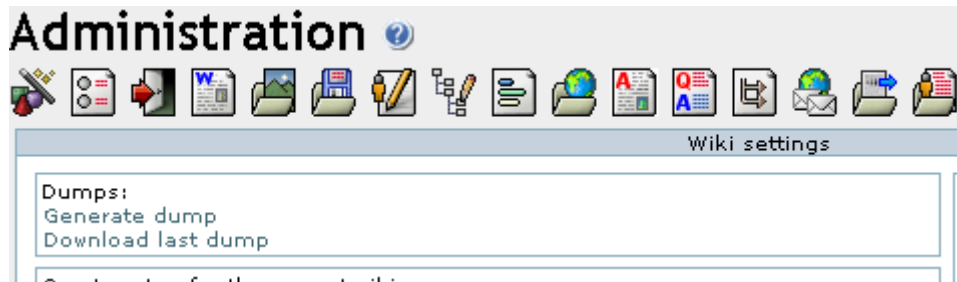 Administration
Wiki settings
Dumps:
Generate dump
Download last dump